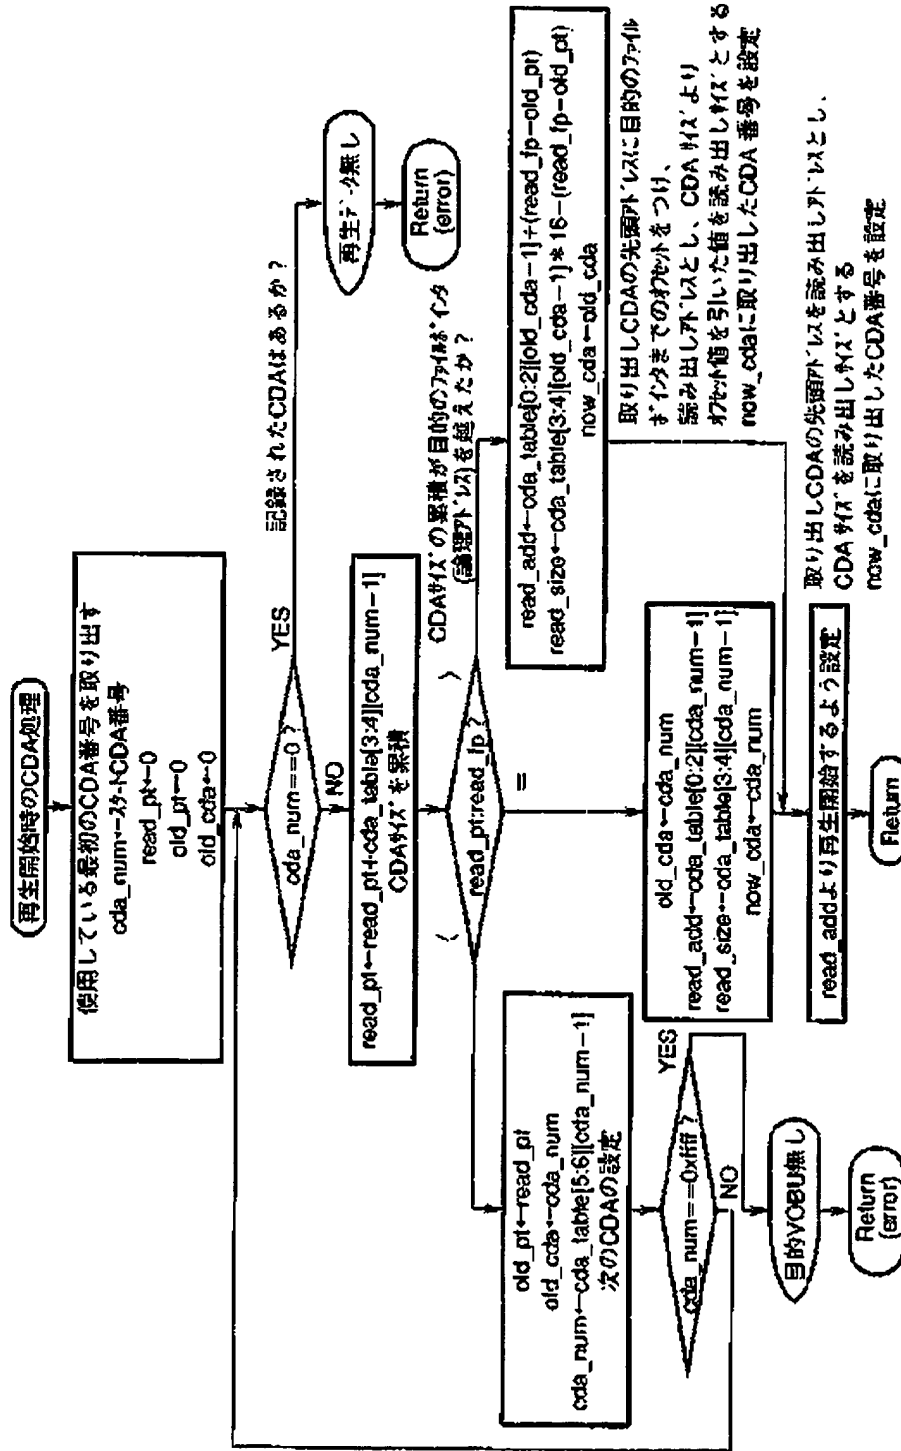 再生開始時のCDA処理
使用している最初のCDA番号を取り出す
cda_num←スタートCDA番号
read_pt←0
old_pt←0
old_cda←0
cda_num==0?
YES
記録されたCDAはあるか?
再生データ無し
Return
(error)
NO
read_pt←read_pt+cda_table[3:4][cda_num−1]
CDAサイズを累積
CDAサイズの累積が目的のファイルポインタ
(論理アドレス)を越えたか?
read_pt:read_fp?
<
=
>
old_pt←read_pt
old_cda←cda_num
cda_num←cda_table[5:6][cda_num−1]
次のCDAの設定
cda_num==0xffff?
YES
NO
目的VOBU無し
Return
(error)
old_cda←cda_num
read_add←cda_table[0:2][cda_num−1]
read_size←cda_table[3:4][cda_num−1]
now_cda←cda_num
read_add←cda_table[0:2][old_cda−1]+(read_fp−old_pt)
read_size←cda_table[3:4][old_cda−1]*16−(read_fp−old_pt)
now_cda←old_cda
取り出しCDAの先頭アドレスに目的のファイル
ポインタまでのオフセットをつけ、
読み出しアドレスとし、CDAサイズより
オフセット値を引いた値を読み出しサイズとする
now_cdaに取り出したCDA番号を設定
read_addより再生開始するよう設定
取り出しCDAの先頭アドレスを読み出しアドレスとし、
CDAサイズを読み出しサイズとする
now_cdaに取り出したCDA番号を設定
Return